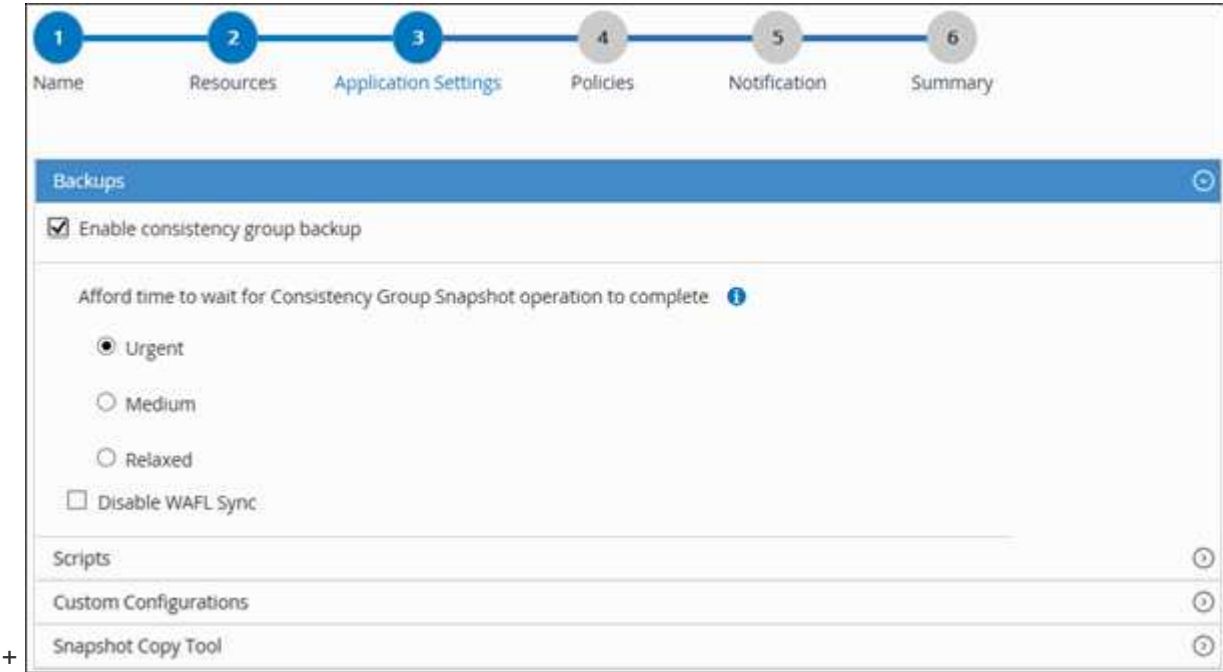 1 2 3 4 5 6
Name Resources Application Settings Policies Notification Summary
Backups
Enable consistency group backup
Afford time to wait for Consistency Group Snapshot operation to complete i
Urgent
Medium
Relaxed
Disable WAFL Sync
Scripts
Custom Configurations
Snapshot Copy Tool
+